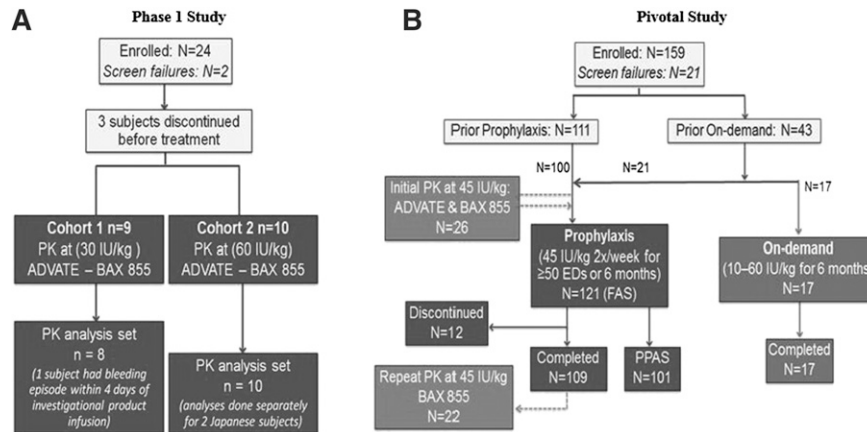 A
Phase 1 Study
Enrolled: N=24
Screen failures: N=2
3 subjects discontinued
before treatment
Cohort 1 n=9
PK at (30 IU/kg )
ADVATE – BAX 855
Cohort 2 n=10
PK at (60 IU/kg)
ADVATE – BAX 855
PK analysis set
n = 8
(1 subject had bleeding
episode within 4 days of
investigational product
infusion)
PK analysis set
n = 10
(analyses done separately
for 2 Japanese subjects)
B
Pivotal Study
Enrolled: N=159
Screen failures: N=21
Prior Prophylaxis: N=111
Prior On-demand: N=43
N=100
N=21
N=17
Initial PK at 45 IU/kg:
ADVATE & BAX 855
N=26
Prophylaxis
(45 IU/kg 2x/week for
≥50 EDs or 6 months)
N=121 (FAS)
On-demand
(10–60 IU/kg for 6 months)
N=17
Discontinued
N=12
Completed
N=109
PPAS
N=101
Completed
N=17
Repeat PK at 45 IU/kg
BAX 855
N=22